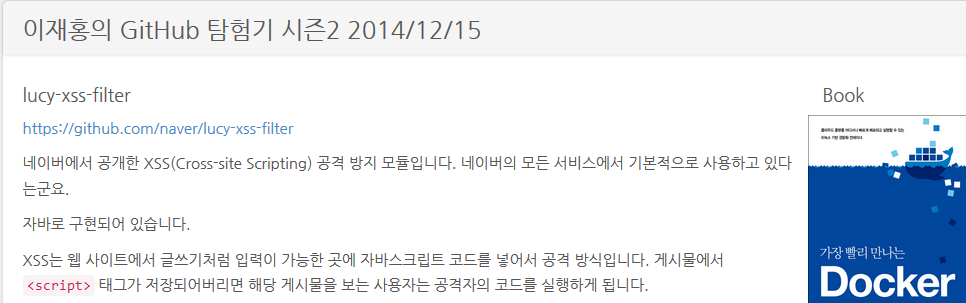 이재홍의 GitHub 탐험기 시즌2 2014/12/15
lucy-xss-filter
https://github.com/naver/lucy-xss-filter
네이버에서 공개한 XSS(Cross-site Scripting) 공격 방지 모듈입니다. 네이버의 모든 서비스에서 기본적으로 사용하고 있다
는군요.
자바로 구현되어 있습니다.
XSS는 웹 사이트에서 글쓰기처럼 입력이 가능한 곳에 자바스크립트 코드를 넣어서 공격 방식입니다. 게시물에서
<script> 태그가 저장되어버리면 해당 게시물을 보는 사용자는 공격자의 코드를 실행하게 됩니다.
Book
가장 빨리 만나는
Docker